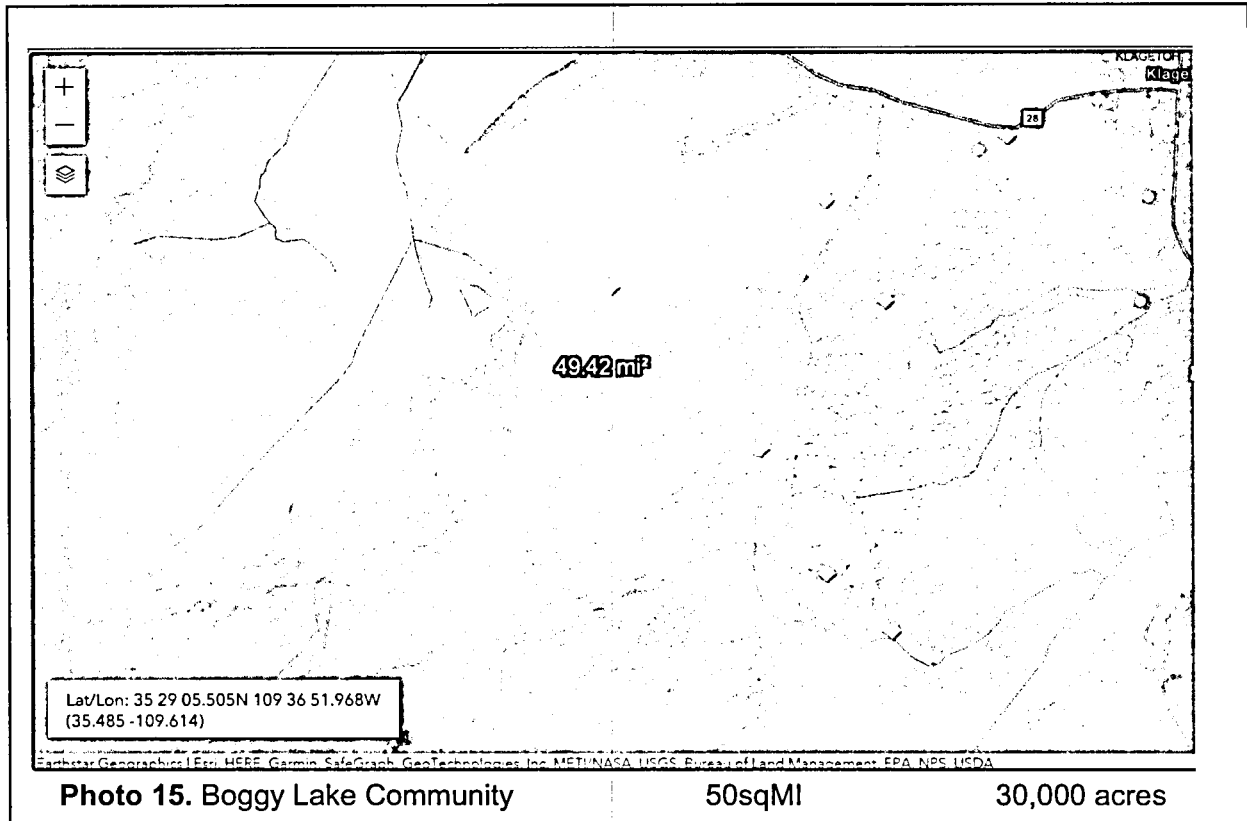 KLAGETOH
Klage
+
−
28
49.42 mi²
Lat/Lon: 35 29 05.505N 109 36 51.968W
(35.485 -109.614)
Earthstar Geographics | Esri, HERE, Garmin, SafeGraph, GeoTechnologies, Inc, METI/NASA, USGS, Bureau of Land Management, EPA, NPS, USDA
Photo 15. Boggy Lake Community 50sqMI 30,000 acres